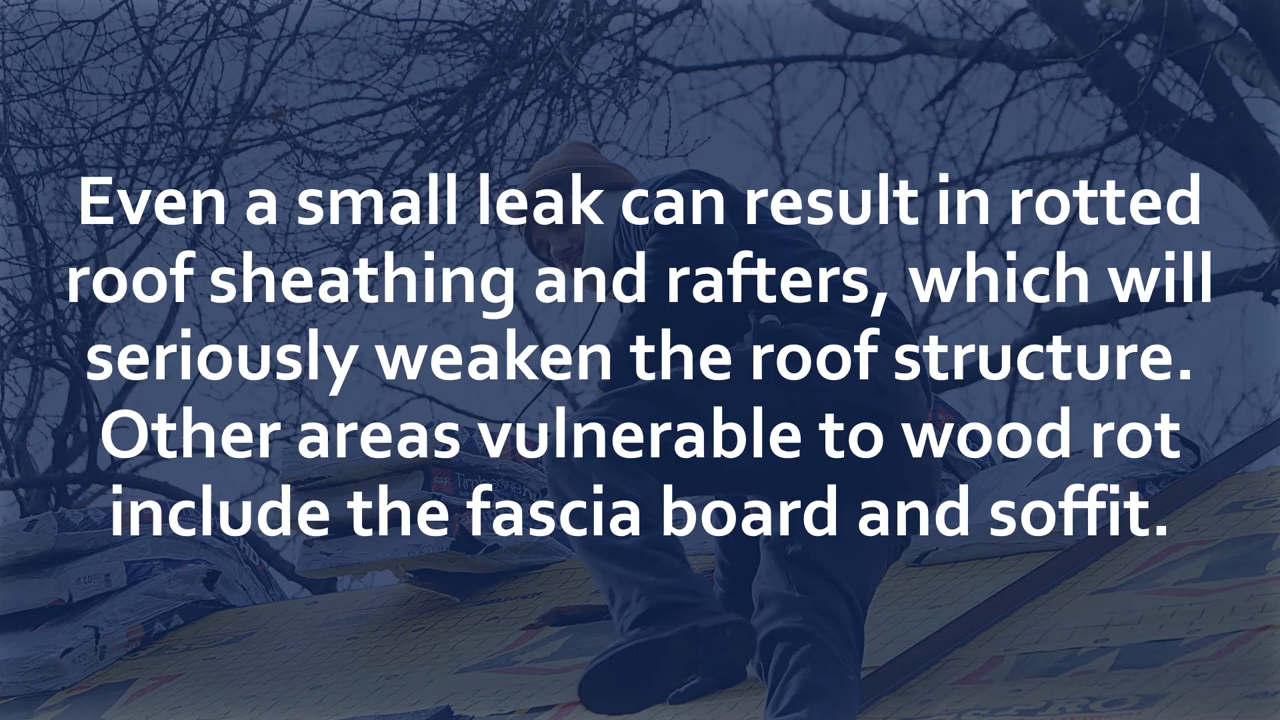 Even a small leak can result in rotted
roof sheathing and rafters, which will
seriously weaken the roof structure.
Other areas vulnerable to wood rot
include the fascia board and soffit.